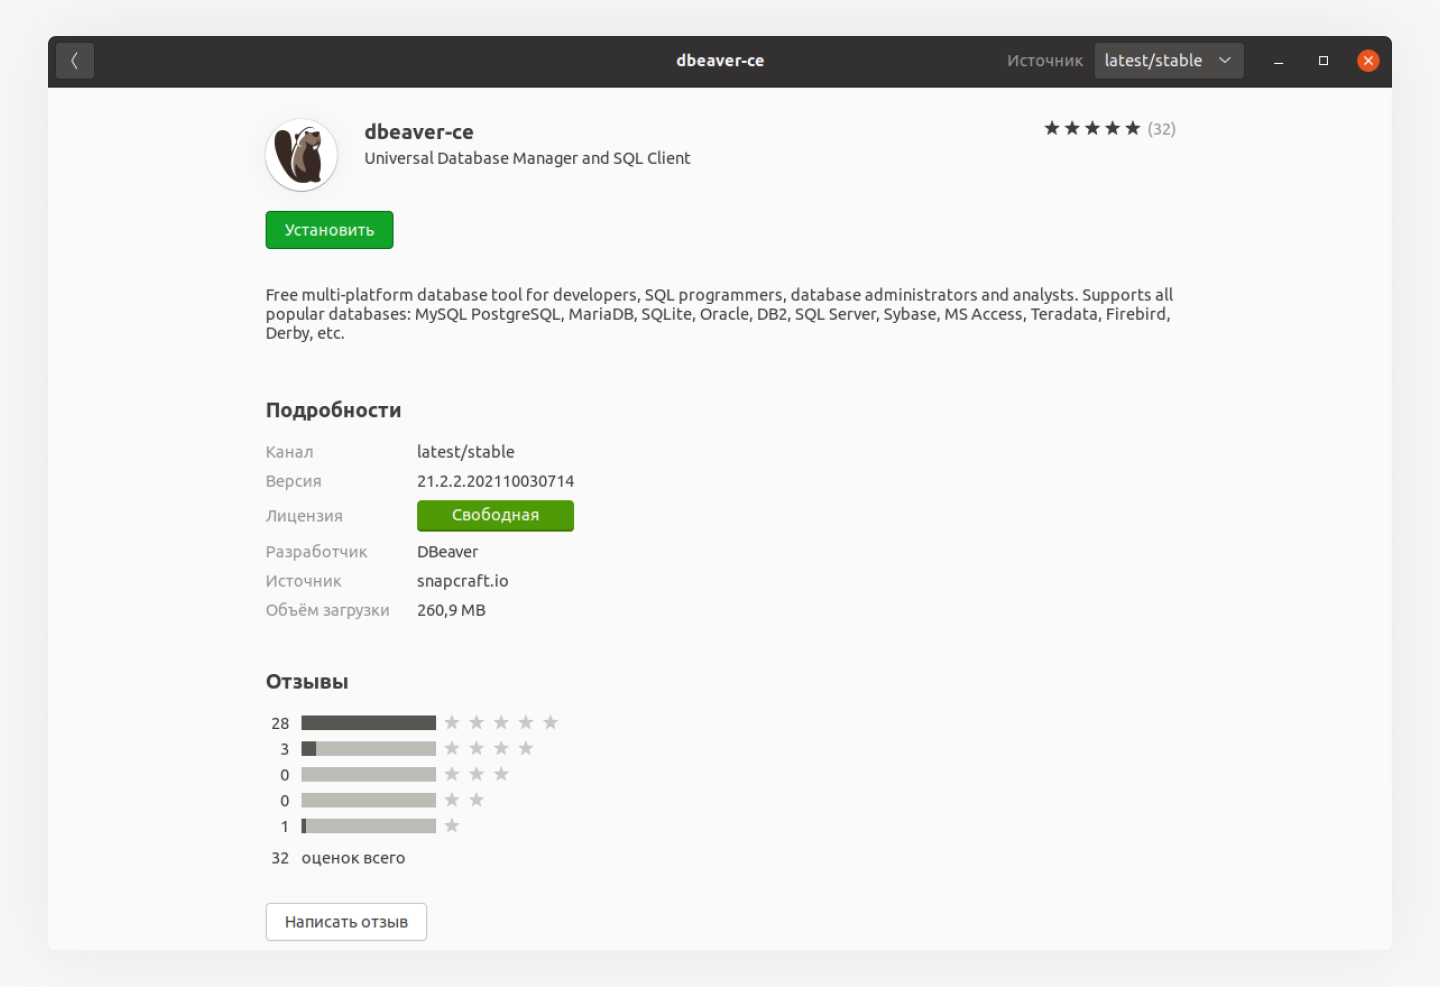 dbeaver-ce
Источник latest/stable
dbeaver-ce
(32)
Universal Database Manager and SQL Client
Установить
Free multi-platform database tool for developers, SQL programmers, database administrators and analysts. Supports all
popular databases: MySQL PostgreSQL, MariaDB, SQLite, Oracle, DB2, SQL Server, Sybase, MS Access, Teradata, Firebird,
Derby, etc.
Подробности
Канал latest/stable
Версия 21.2.2.202110030714
Лицензия Свободная
Разработчик DBeaver
Источник snapcraft.io
Объём загрузки 260,9 MB
Отзывы
28
3
0
0
1
32 оценок всего
Написать отзыв